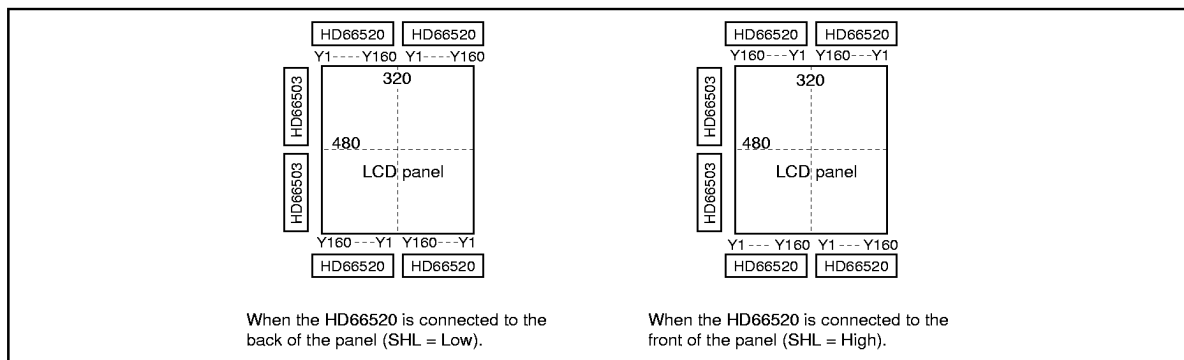 HD66520 HD66520 HD66520 HD66520
Y1----Y160 Y1----Y160 Y160---Y1 Y160---Y1
320 320
HD66503 HD66503
480 480
LCD panel LCD panel
HD66503 HD66503
Y160---Y1 Y160---Y1 Y1 --- Y160 Y1 --- Y160
HD66520 HD66520 HD66520 HD66520
When the HD66520 is connected to the
back of the panel (SHL = Low).
When the HD66520 is connected to the
front of the panel (SHL = High).